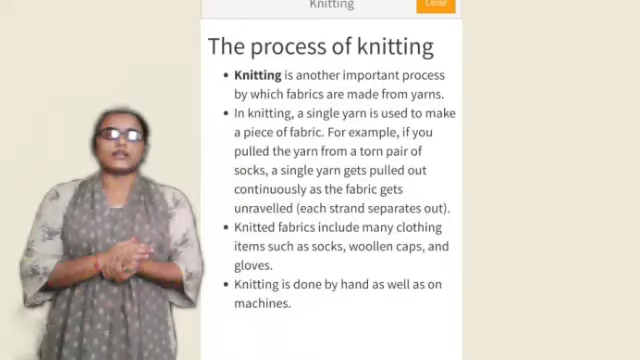 Knitting
Close
The process of knitting
• Knitting is another important process
by which fabrics are made from yarns.
• In knitting, a single yarn is used to make
a piece of fabric. For example, if you
pulled the yarn from a torn pair of
socks, a single yarn gets pulled out
continuously as the fabric gets
unravelled (each strand separates out).
• Knitted fabrics include many clothing
items such as socks, woollen caps, and
gloves.
• Knitting is done by hand as well as on
machines.